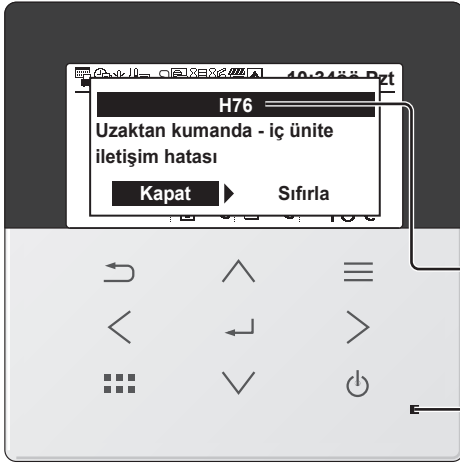 10:34öö Pzt
H76
Uzaktan kumanda - iç ünite
iletişim hatası
Kapat Sıfırla